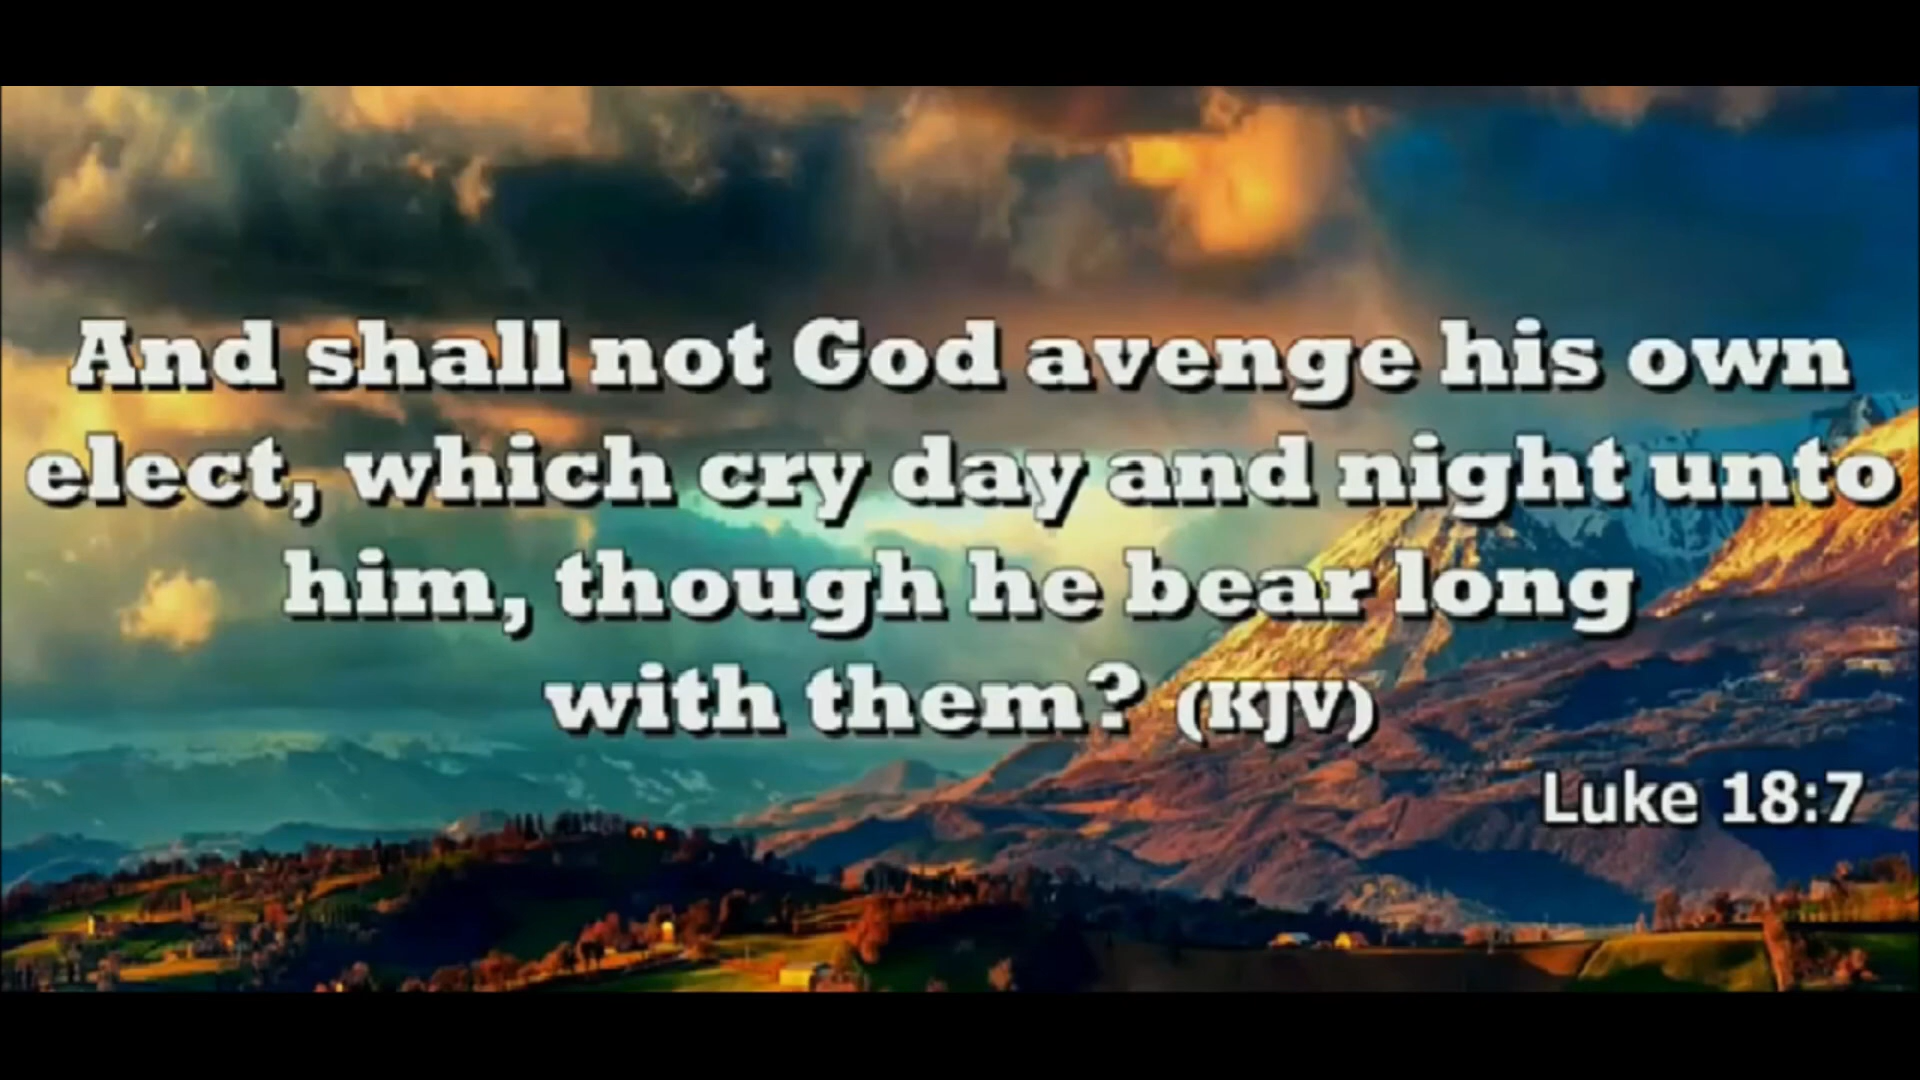 And shall not God avenge his own
elect, which cry day and night unto
him, though he bear long
with them? (KJV)
Luke 18:7